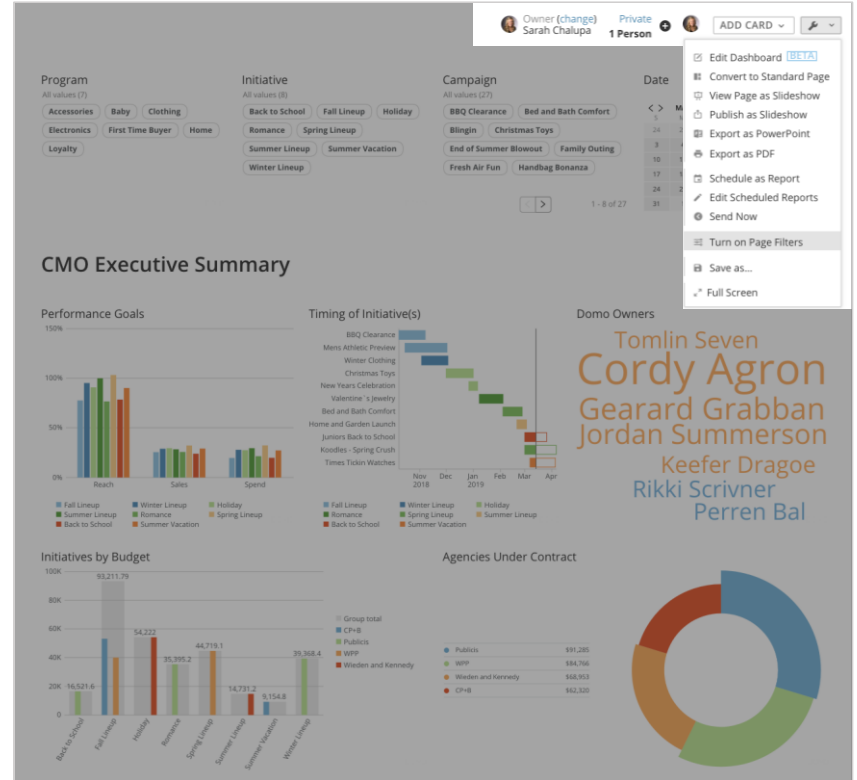 Owner (change)
Sarah Chalupa
Private
1 Person
ADD CARD
Edit Dashboard BETA
Convert to Standard Page
View Page as Slideshow
Publish as Slideshow
Export as PowerPoint
Export as PDF
Schedule as Report
Edit Scheduled Reports
Send Now
Turn on Page Filters
Save as...
Full Screen
Program
All values (7)
Accessories Baby Clothing
Electronics First Time Buyer Home
Loyalty
Initiative
All values (8)
Back to School Fall Lineup Holiday
Romance Spring Lineup
Summer Lineup Summer Vacation
Winter Lineup
Campaign
All values (27)
BBQ Clearance Bed and Bath Comfort
Blingin Christmas Toys
End of Summer Blowout Family Outing
Fresh Air Fun Handbag Bonanza
< > 1 - 8 of 27
Date
< >
S
24
3 4
10
17
24
31
CMO Executive Summary
Performance Goals
150%
100%
50%
0%
Reach Sales Spend
Fall Lineup Winter Lineup Holiday
Summer Lineup Romance Spring Lineup
Back to School Summer Vacation
Timing of Initiative(s)
BBQ Clearance
Mens Athletic Preview
Winter Clothing
Christmas Toys
New Years Celebration
Valentine`s Jewelry
Bed and Bath Comfort
Home and Garden Launch
Juniors Back to School
Koodles - Spring Crush
Times Tickin Watches
Nov Dec Jan Feb Mar Apr
2018 2019
Fall Lineup Winter Lineup Holiday
Romance Spring Lineup Summer Lineup
Back to School Summer Vacation
Domo Owners
Tomlin Seven
Cordy Agron
Gearard Grabban
Jordan Summerson
Keefer Dragoe
Rikki Scrivner
Perren Bal
Initiatives by Budget
100K
80K
60K
40K
20K
0
16,521.6
93,211.79
54,222
35,395.2
44,719.1
14,731.2
9,154.8
39,368.4
Back to School
Fall Lineup
Holiday
Romance
Spring Lineup
Summer Lineup
Summer Vacation
Winter Lineup
Group total
CP+B
Publicis
WPP
Wieden and Kennedy
Agencies Under Contract
Publicis $91,285
WPP $84,766
Wieden and Kennedy $68,953
CP+B $62,320